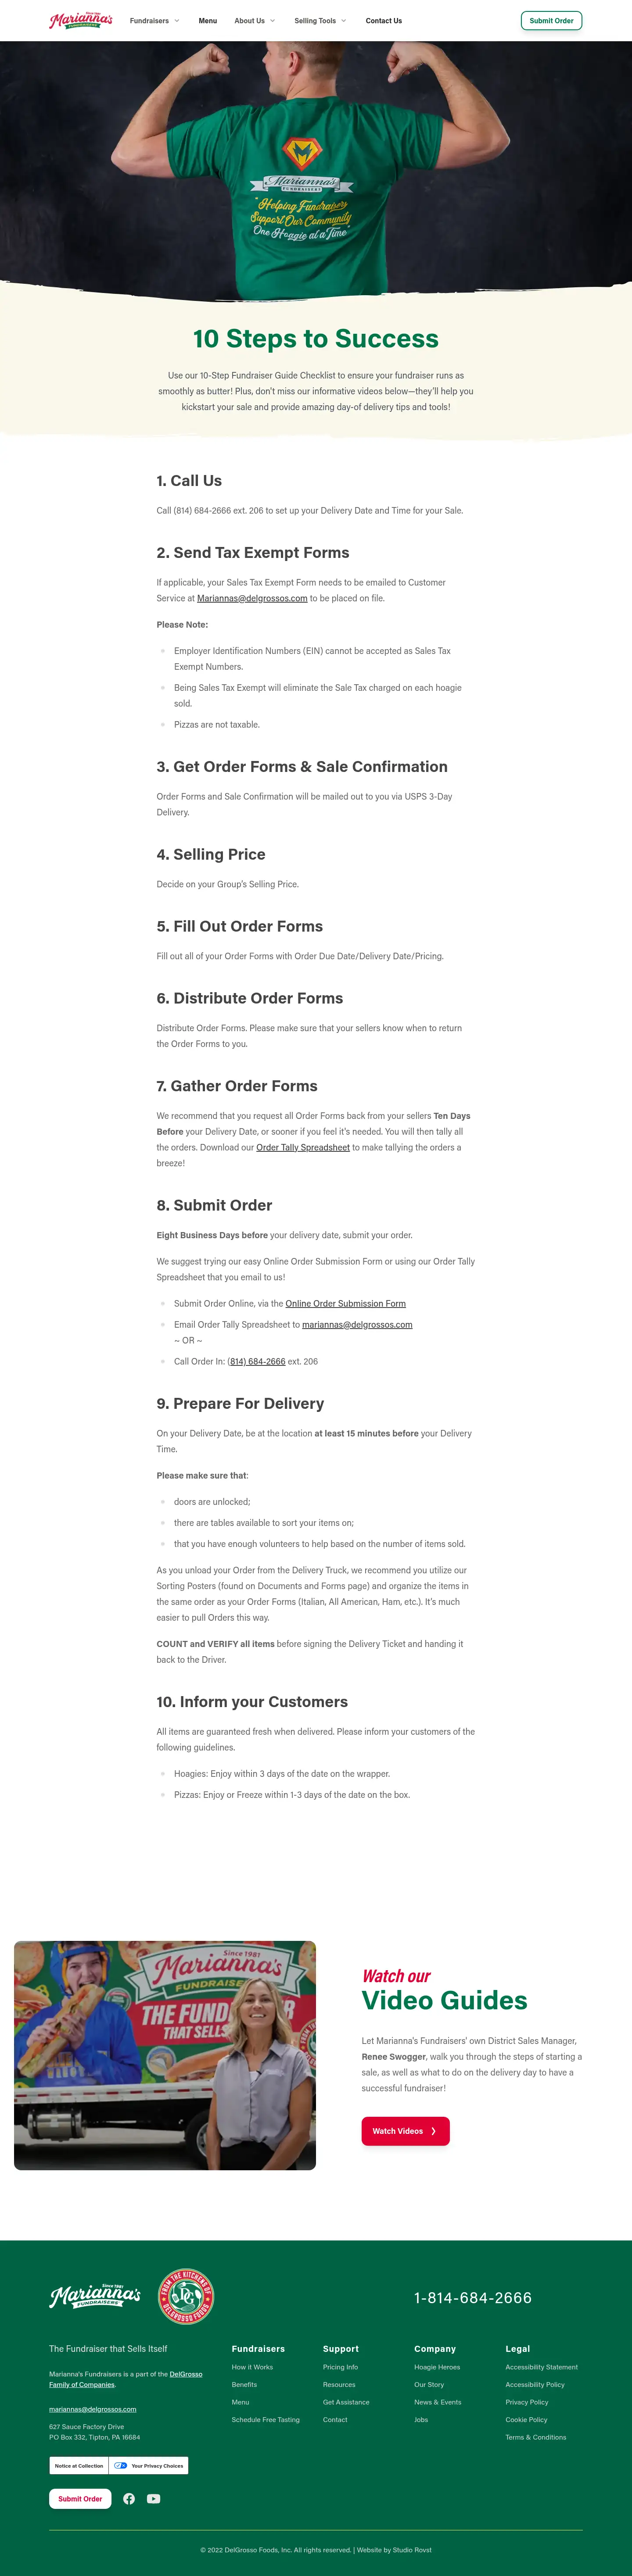 Since 1981
Marianna's
FUNDRAISERS
Fundraisers
Menu
About Us
Selling Tools
Contact Us
Submit Order
Marianna's
FUNDRAISERS
"Helping Fundraisers
Support Our Community
One Hoagie at a Time"
10 Steps to Success
Use our 10-Step Fundraiser Guide Checklist to ensure your fundraiser runs as
smoothly as butter! Plus, don't miss our informative videos below—they'll help you
kickstart your sale and provide amazing day-of delivery tips and tools!
1. Call Us
Call (814) 684-2666 ext. 206 to set up your Delivery Date and Time for your Sale.
2. Send Tax Exempt Forms
If applicable, your Sales Tax Exempt Form needs to be emailed to Customer
Service at Mariannas@delgrossos.com to be placed on file.
Please Note:
Employer Identification Numbers (EIN) cannot be accepted as Sales Tax
Exempt Numbers.
Being Sales Tax Exempt will eliminate the Sale Tax charged on each hoagie
sold.
Pizzas are not taxable.
3. Get Order Forms & Sale Confirmation
Order Forms and Sale Confirmation will be mailed out to you via USPS 3-Day
Delivery.
4. Selling Price
Decide on your Group's Selling Price.
5. Fill Out Order Forms
Fill out all of your Order Forms with Order Due Date/Delivery Date/Pricing.
6. Distribute Order Forms
Distribute Order Forms. Please make sure that your sellers know when to return
the Order Forms to you.
7. Gather Order Forms
We recommend that you request all Order Forms back from your sellers Ten Days
Before your Delivery Date, or sooner if you feel it's needed. You will then tally all
the orders. Download our Order Tally Spreadsheet to make tallying the orders a
breeze!
8. Submit Order
Eight Business Days before your delivery date, submit your order.
We suggest trying our easy Online Order Submission Form or using our Order Tally
Spreadsheet that you email to us!
Submit Order Online, via the Online Order Submission Form
Email Order Tally Spreadsheet to mariannas@delgrossos.com
~ OR ~
Call Order In: (814) 684-2666 ext. 206
9. Prepare For Delivery
On your Delivery Date, be at the location at least 15 minutes before your Delivery
Time.
Please make sure that:
doors are unlocked;
there are tables available to sort your items on;
that you have enough volunteers to help based on the number of items sold.
As you unload your Order from the Delivery Truck, we recommend you utilize our
Sorting Posters (found on Documents and Forms page) and organize the items in
the same order as your Order Forms (Italian, All American, Ham, etc.). It's much
easier to pull Orders this way.
COUNT and VERIFY all items before signing the Delivery Ticket and handing it
back to the Driver.
10. Inform your Customers
All items are guaranteed fresh when delivered. Please inform your customers of the
following guidelines.
Hoagies: Enjoy within 3 days of the date on the wrapper.
Pizzas: Enjoy or Freeze within 1-3 days of the date on the box.
Since 1981
Marianna's
FUNDRAISERS
THE FUND
THAT SELLS
Watch our
Video Guides
Let Marianna's Fundraisers' own District Sales Manager,
Renee Swogger, walk you through the steps of starting a
sale, as well as what to do on the delivery day to have a
successful fundraiser!
Watch Videos
Since 1981
Marianna's
FUNDRAISERS
FROM THE KITCHENS
DG
OF DELGROSSO FOODS
1-814-684-2666
The Fundraiser that Sells Itself
Marianna's Fundraisers is a part of the DelGrosso
Family of Companies.
mariannas@delgrossos.com
627 Sauce Factory Drive
PO Box 332, Tipton, PA 16684
Notice at Collection
Your Privacy Choices
Submit Order
Fundraisers
How it Works
Benefits
Menu
Schedule Free Tasting
Support
Pricing Info
Resources
Get Assistance
Contact
Company
Hoagie Heroes
Our Story
News & Events
Jobs
Legal
Accessibility Statement
Accessibility Policy
Privacy Policy
Cookie Policy
Terms & Conditions
© 2022 DelGrosso Foods, Inc. All rights reserved. | Website by Studio Rovst